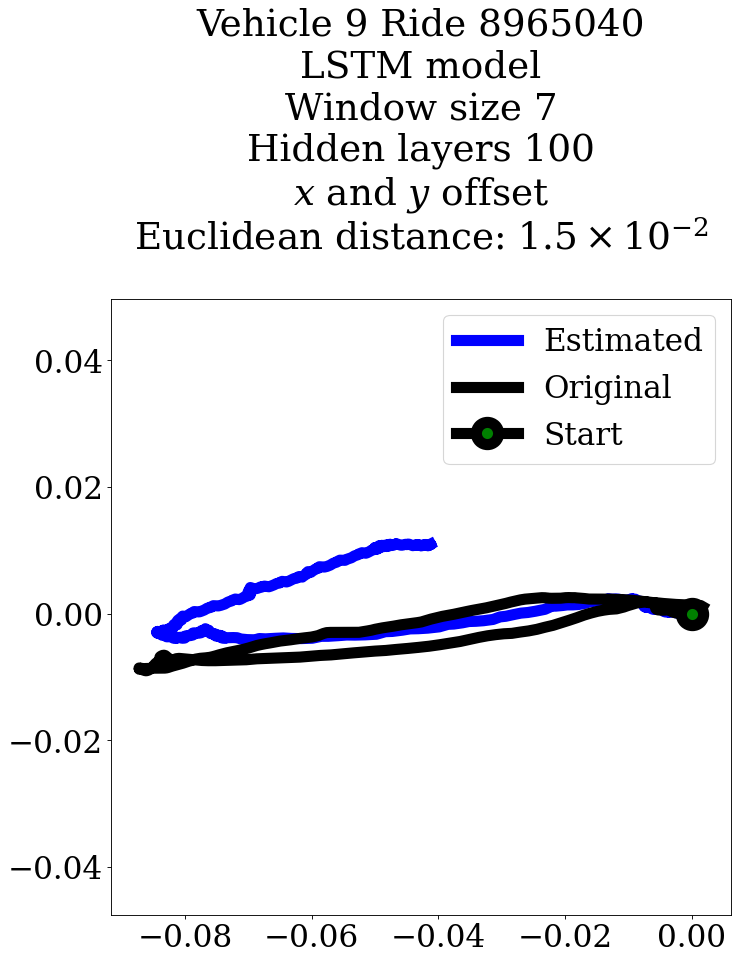 Vehicle 9 Ride 8965040
LSTM model
Window size 7
Hidden layers 100
x and y offset
Euclidean distance: 1.5 × 10⁻²
Estimated
Original
Start
0.04
0.02
0.00
−0.02
−0.04
−0.08
−0.06
−0.04
−0.02
0.00